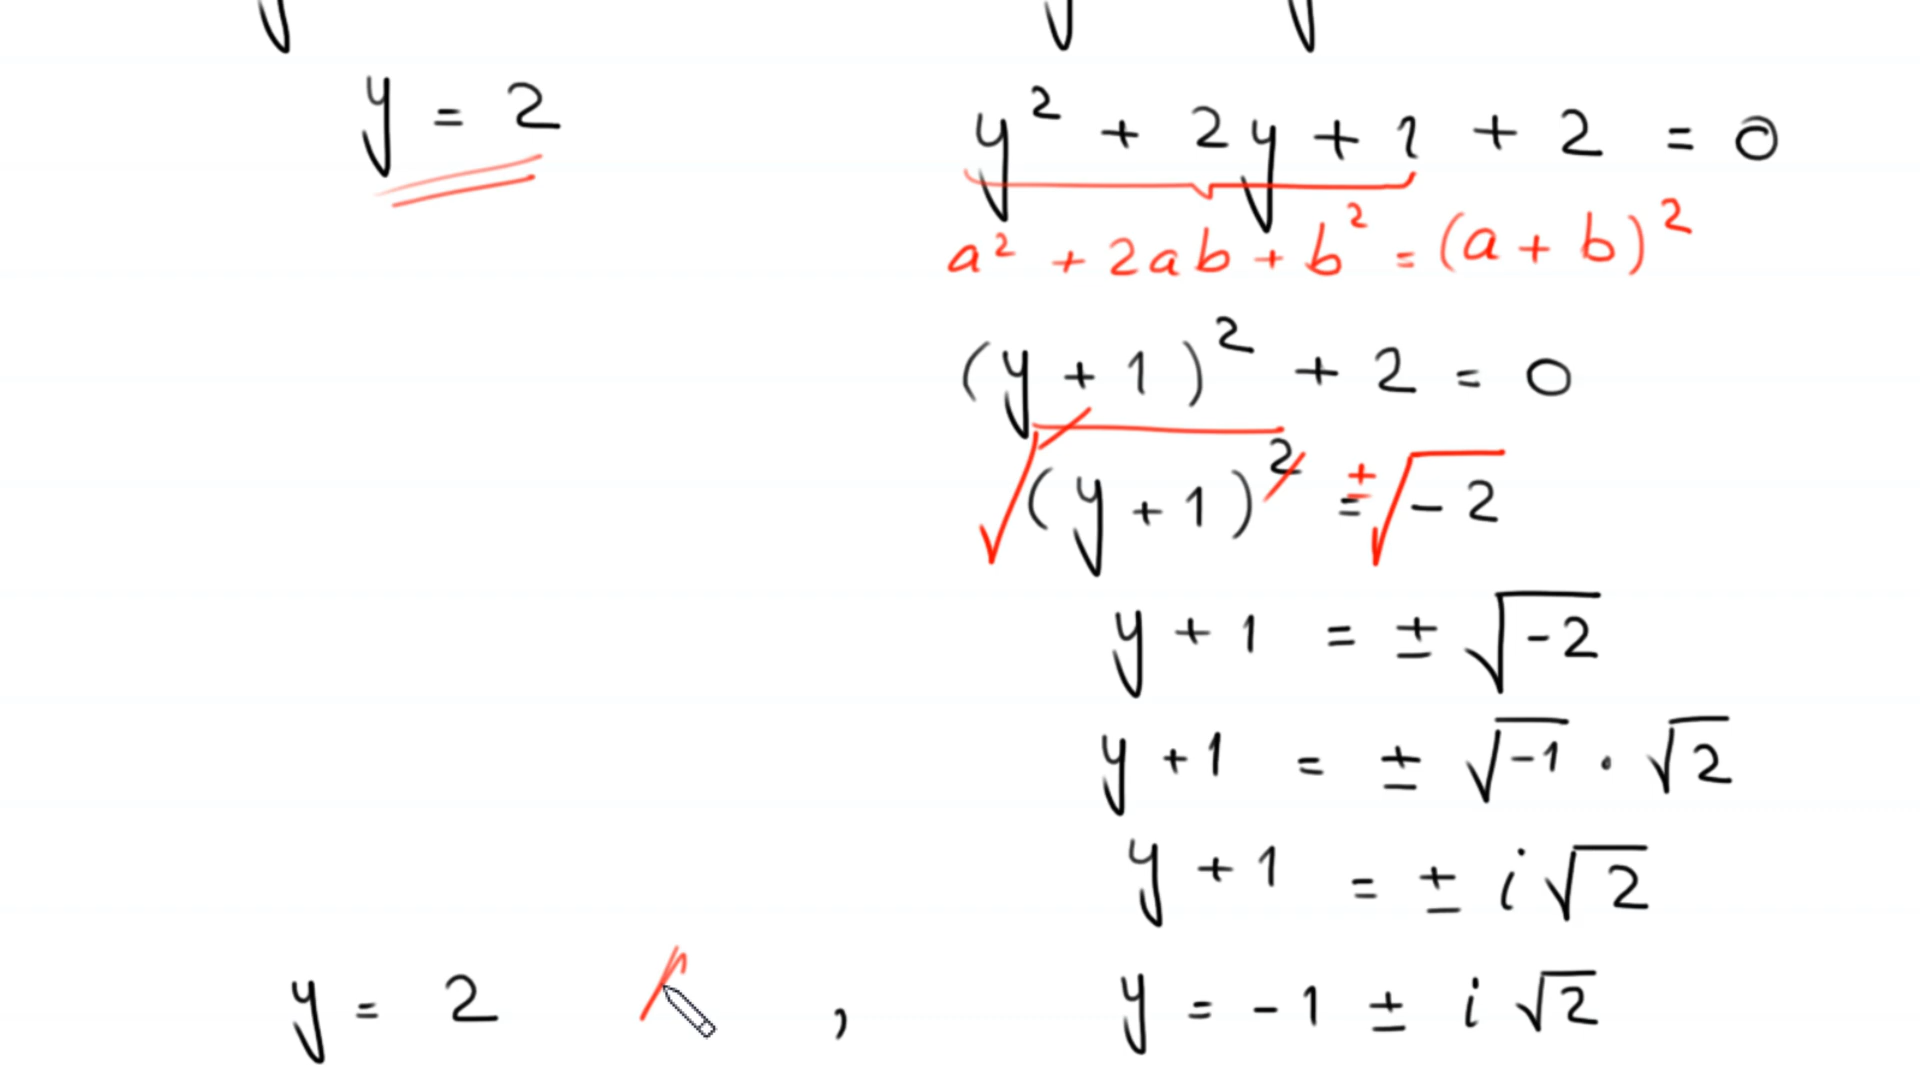 y = 2
y² + 2y + 1 + 2 = 0
a² + 2ab + b² = (a + b)²
(y + 1)² + 2 = 0
√(y + 1)² = ±√-2
y + 1 = ± √-2
y + 1 = ± √-1 · √2
y + 1 = ± i √2
y = 2 , y = -1 ± i √2